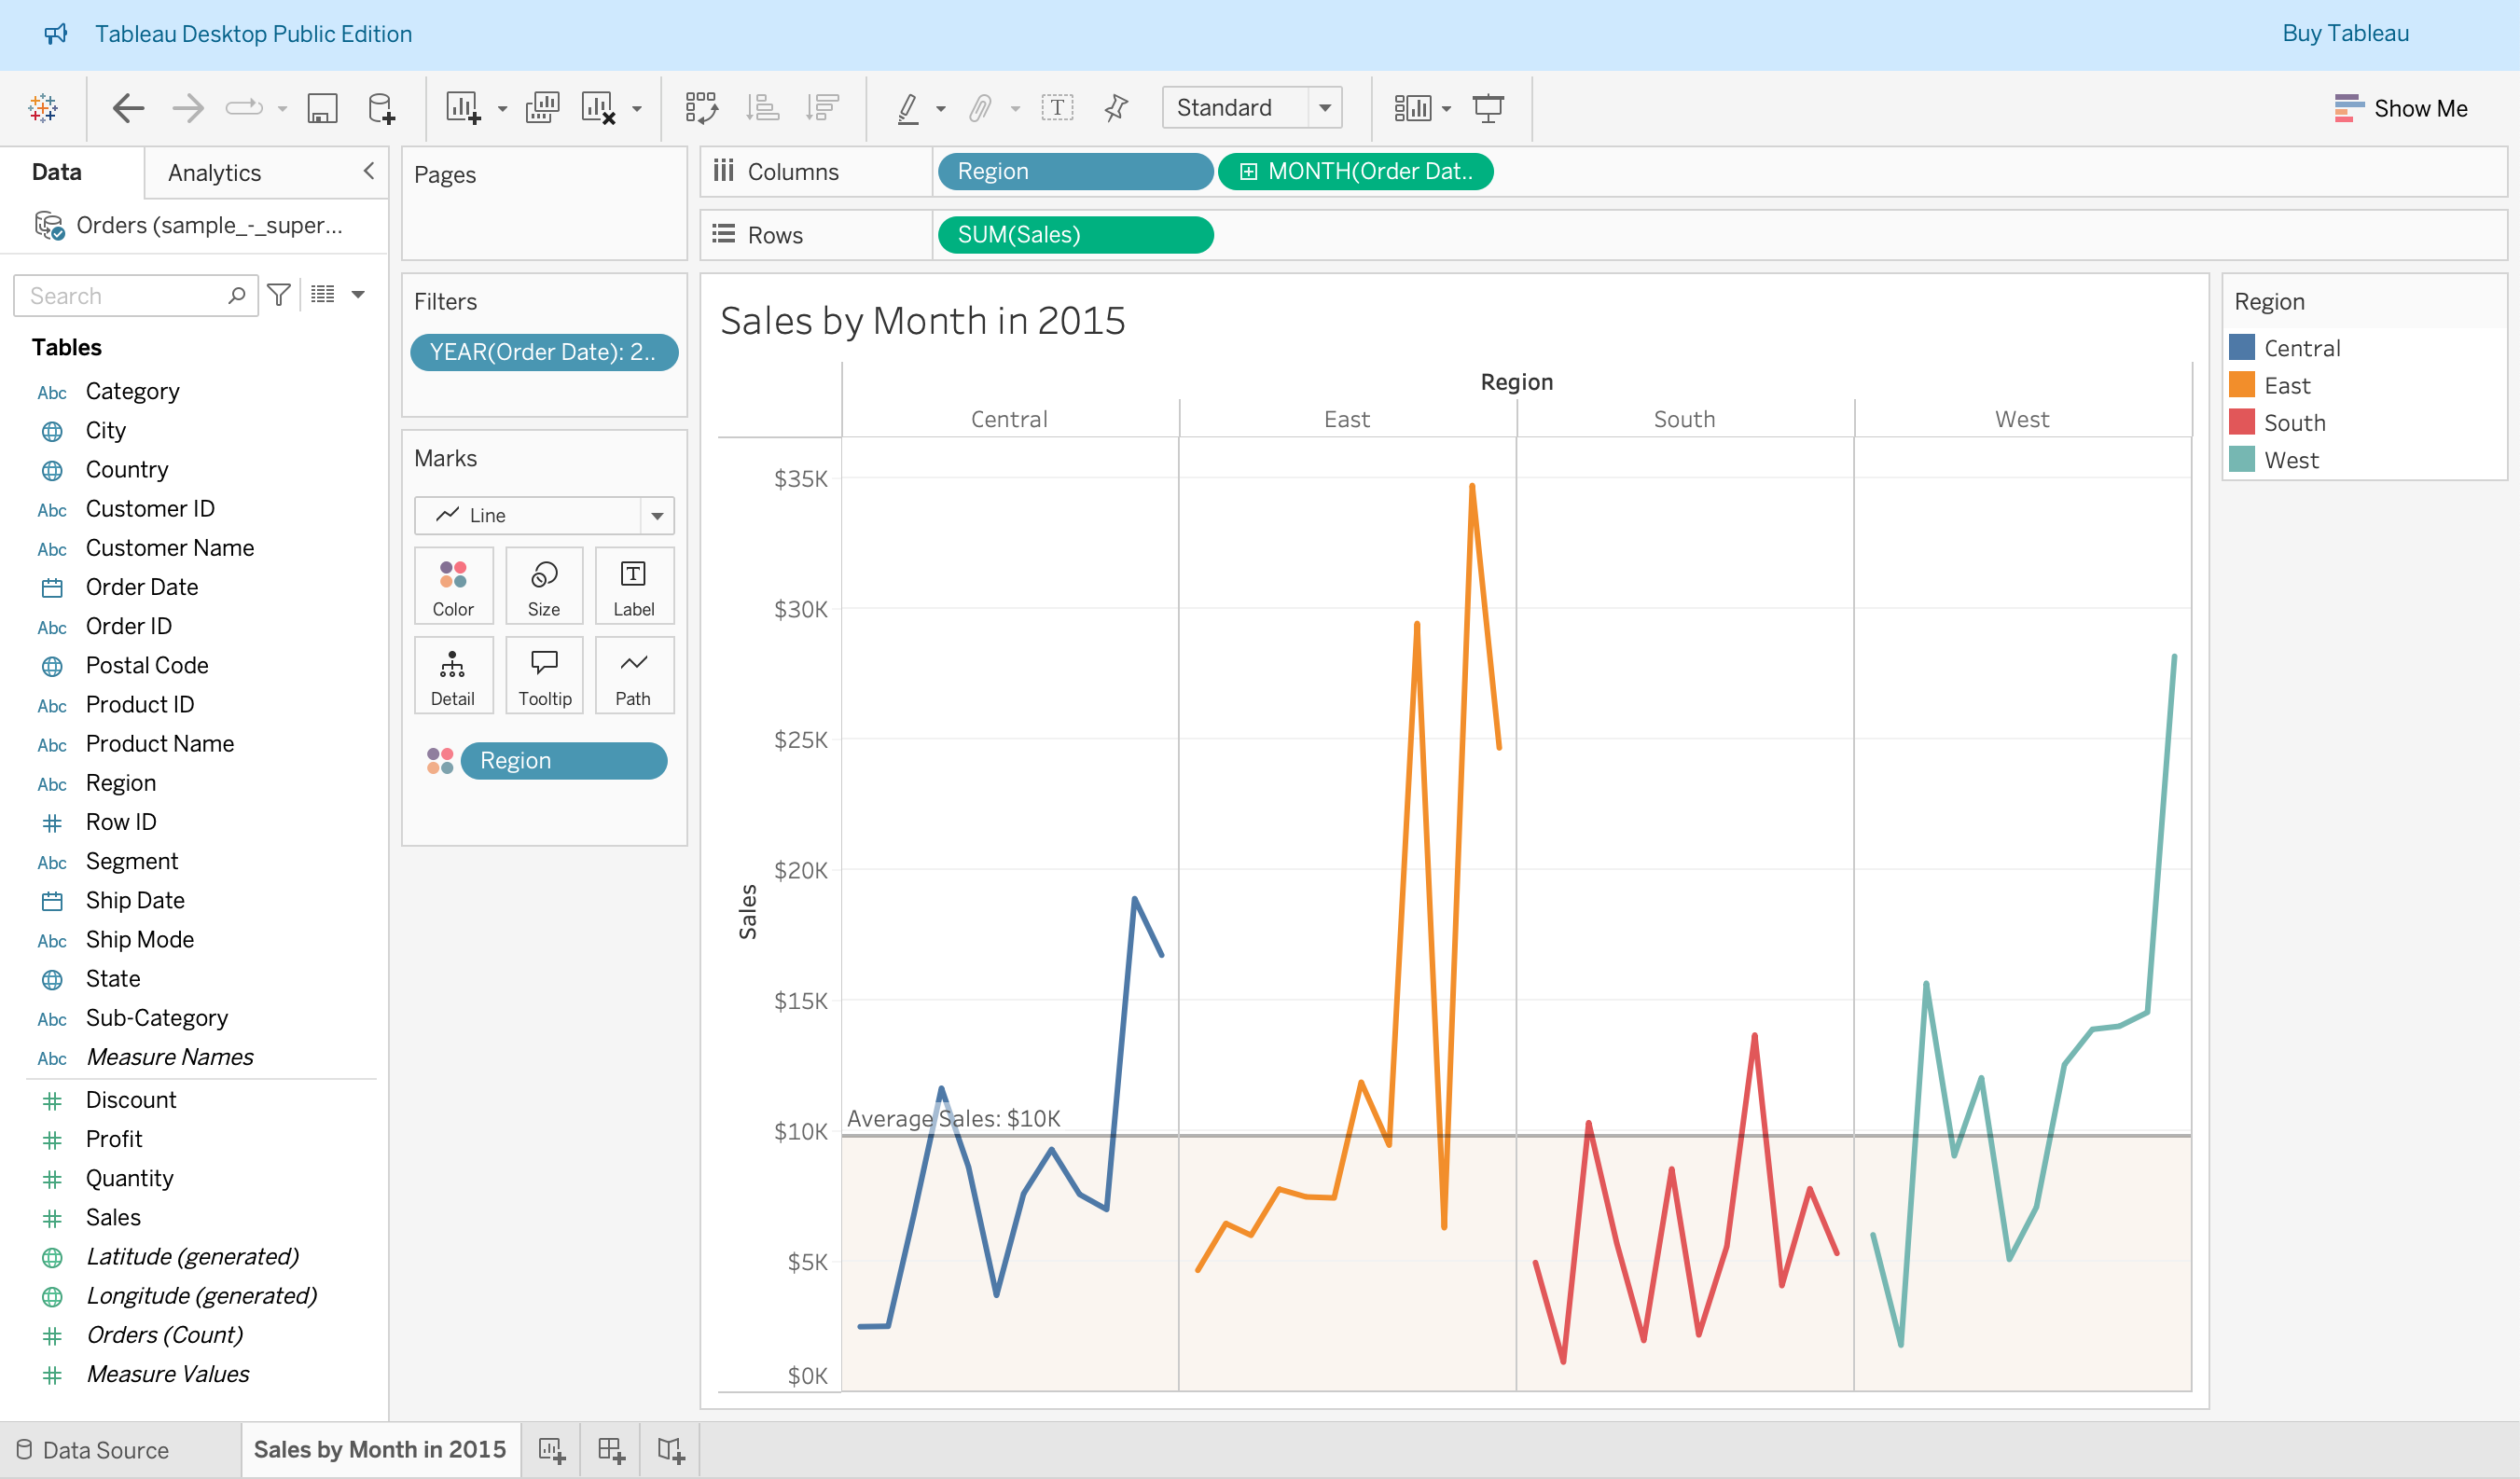 Tableau Desktop Public Edition
Buy Tableau
Standard
Show Me
Data
Analytics
Orders (sample_-_super...
Search
Tables
Abc Category
City
Country
Abc Customer ID
Abc Customer Name
Order Date
Abc Order ID
Postal Code
Abc Product ID
Abc Product Name
Abc Region
Row ID
Abc Segment
Ship Date
Abc Ship Mode
State
Abc Sub-Category
Abc Measure Names
Discount
Profit
Quantity
Sales
Latitude (generated)
Longitude (generated)
Orders (Count)
Measure Values
Pages
Filters
YEAR(Order Date): 2..
Marks
Line
Color
Size
Label
Detail
Tooltip
Path
Region
Columns
Region
MONTH(Order Dat..
Rows
SUM(Sales)
Sales by Month in 2015
Region
Central
East
South
West
Sales
$35K
$30K
$25K
$20K
$15K
$10K
$5K
$0K
Average Sales: $10K
Region
Central
East
South
West
Data Source
Sales by Month in 2015